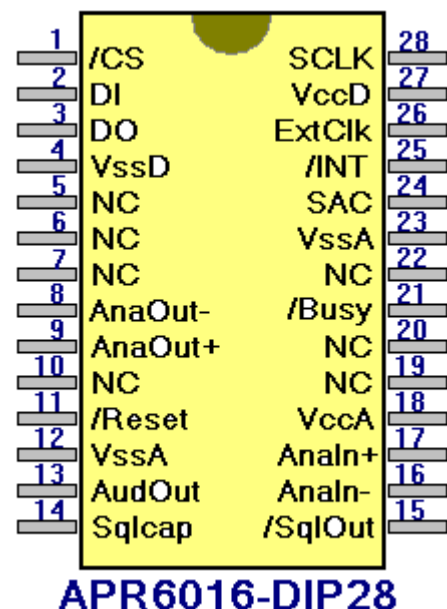 1 /CS SCLK 28
2 DI VccD 27
3 DO ExtClk 26
4 VssD /INT 25
5 NC SAC 24
6 NC VssA 23
7 NC NC 22
8 AnaOut- /Busy 21
9 AnaOut+ NC 20
10 NC NC 19
11 /Reset VccA 18
12 VssA AnaIn+ 17
13 AudOut AnaIn- 16
14 Sqlcap /SqlOut 15
APR6016-DIP28